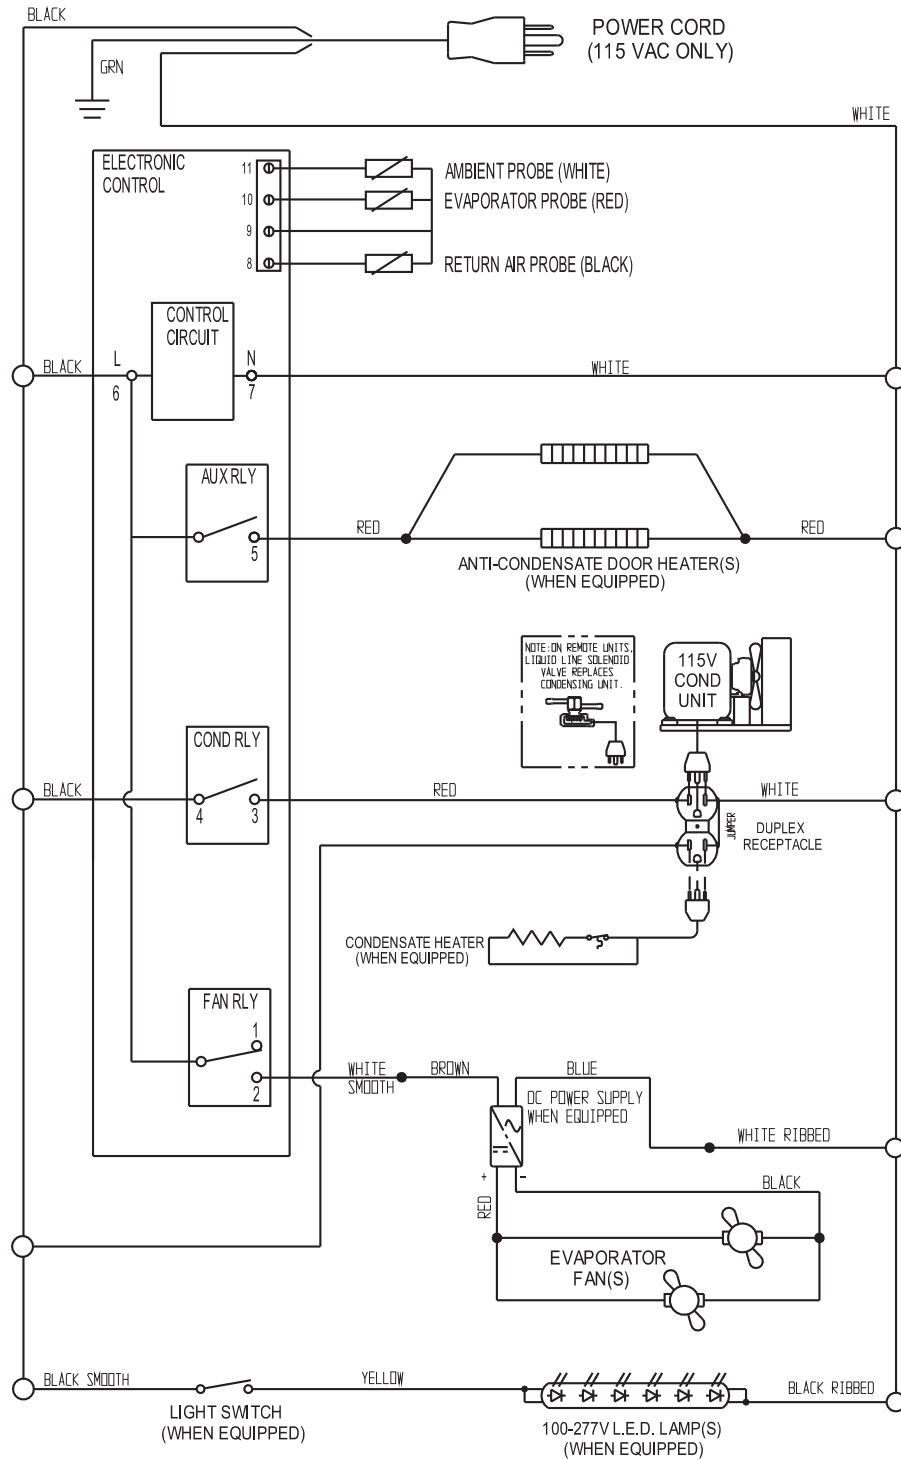 BLACK
POWER CORD
(115 VAC ONLY)
GRN
WHITE
ELECTRONIC
CONTROL
11
AMBIENT PROBE (WHITE)
10
EVAPORATOR PROBE (RED)
9
8
RETURN AIR PROBE (BLACK)
CONTROL
CIRCUIT
BLACK
L
N
WHITE
6
7
AUX RLY
RED
RED
5
ANTI-CONDENSATE DOOR HEATER(S)
(WHEN EQUIPPED)
NOTE:ON REMOTE UNITS,
LIQUID LINE SOLENOID
VALVE REPLACES
CONDENSING UNIT.
115V
COND
UNIT
COND RLY
BLACK
RED
WHITE
4
3
JUMPER
DUPLEX
RECEPTACLE
CONDENSATE HEATER
(WHEN EQUIPPED)
FAN RLY
1
2
WHITE
SMOOTH
BROWN
BLUE
DC POWER SUPPLY
WHEN EQUIPPED
WHITE RIBBED
+
-
RED
BLACK
EVAPORATOR
FAN(S)
BLACK SMOOTH
YELLOW
BLACK RIBBED
LIGHT SWITCH
(WHEN EQUIPPED)
100-277V L.E.D. LAMP(S)
(WHEN EQUIPPED)